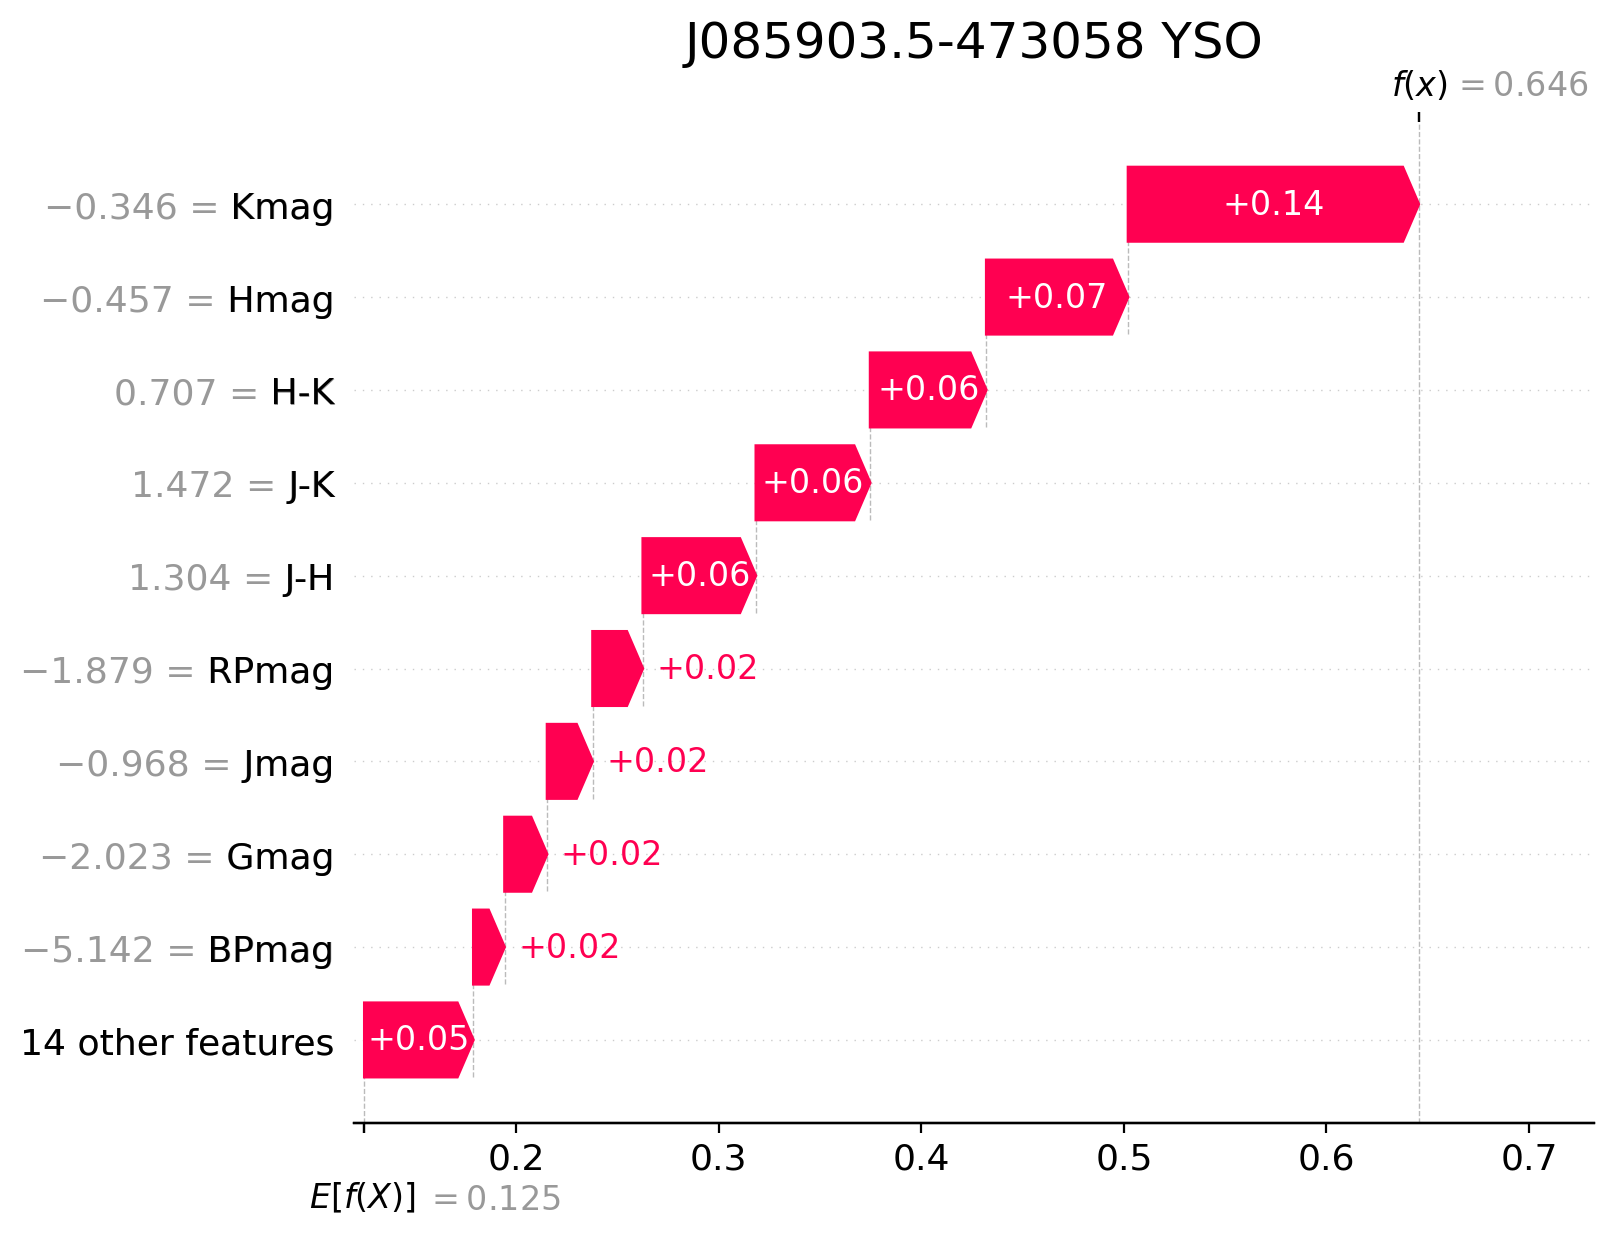 J085903.5-473058 YSO
f(x) = 0.646
−0.346 = Kmag +0.14
−0.457 = Hmag +0.07
0.707 = H-K +0.06
1.472 = J-K +0.06
1.304 = J-H +0.06
−1.879 = RPmag +0.02
−0.968 = Jmag +0.02
−2.023 = Gmag +0.02
−5.142 = BPmag +0.02
14 other features +0.05
0.2 0.3 0.4 0.5 0.6 0.7
E[f(X)] = 0.125